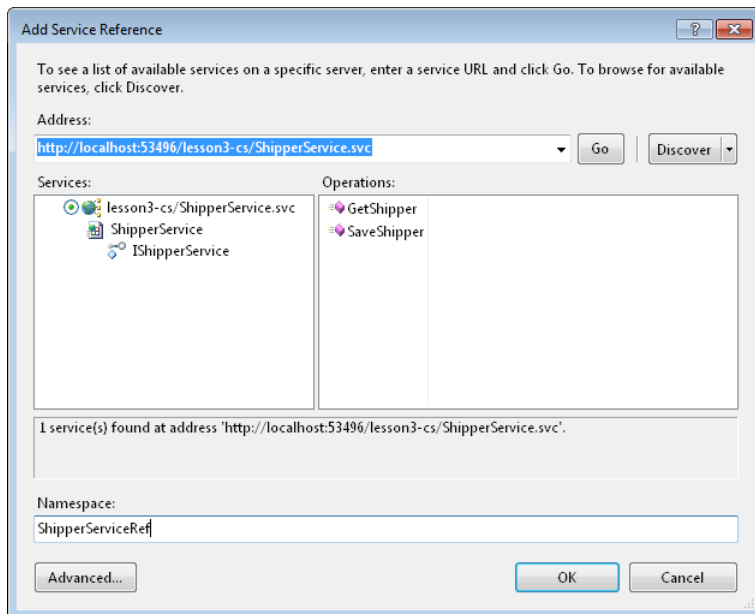 Add Service Reference
To see a list of available services on a specific server, enter a service URL and click Go. To browse for available
services, click Discover.
Address:
http://localhost:53496/lesson3-cs/ShipperService.svc
Go
Discover
Services:
Operations:
lesson3-cs/ShipperService.svc
ShipperService
IShipperService
GetShipper
SaveShipper
1 service(s) found at address 'http://localhost:53496/lesson3-cs/ShipperService.svc'.
Namespace:
ShipperServiceRef
Advanced...
OK
Cancel